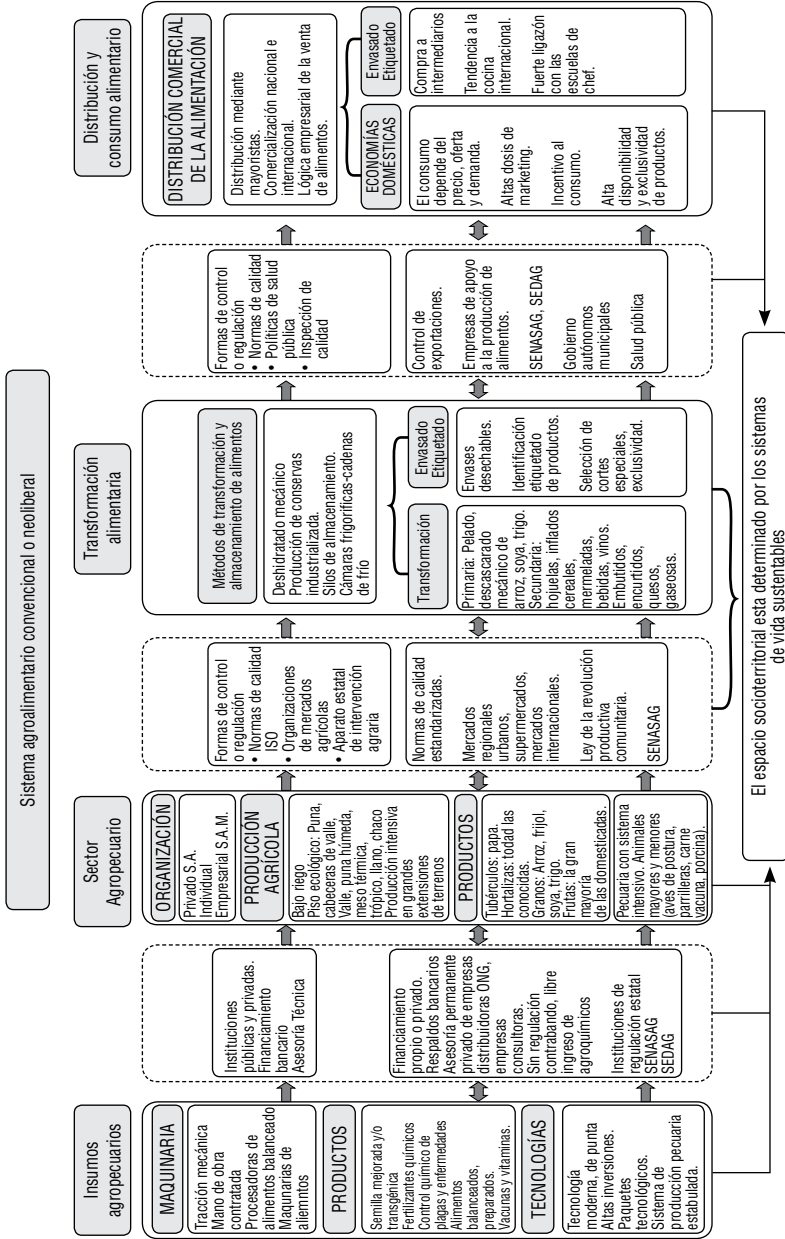 Sistema agroalimentario convencional o neoliberal
Insumos
agropecuarios
MAQUINARIA
Tracción mecánica
Mano de obra
contratada
Procesadoras de
alimentos balanceado
Maqunarias de
aliemntos
PRODUCTOS
Semilla mejorada y/o
transgénica
Fertilizantes químicos
Control químico de
plagas y enfermedades
Alimentos
balanceados,
preparados.
Vacunas y vitaminas.
TECNOLOGÍAS
Tecnología
moderna, de punta
Altas inversiones.
Paquetes
tecnológicos.
Sistema de
producción pecuaria
estabulada.
Instituciones
públicas y privadas.
Financiamiento
bancario
Asesoría Técnica
Financiamiento
propio o privado.
Respaldos bancarios
Asesoría permanente
privado de empresas
distribuidoras ONG,
empresas
consultoras.
Sin regulación
contrabando, libre
ingreso de
agroquímicos
Instituciones de
regulación estatal
SENASAG
SEDAG
Sector
Agropecuario
ORGANIZACIÓN
Privado S.A.
Individual
Empresarial S.A.M.
PRODUCCIÓN
AGRÍCOLA
Bajo riego
Piso ecológico: Puna,
cabeceras de valle,
Valle, puna húmeda,
meso térmica,
trópico, llano, chaco
Producción intensiva
en grandes
extensiones
de terrenos
PRODUCTOS
Tubérculos: papa.
Hortalizas: todad las
conocidas.
Granos: Arroz, frijol,
soya, trigo.
Frutas: la gran
mayoría
de las domesticadas.
Pecuaria con sistema
intensivo. Animales
mayores y menores
(aves de postura,
parrilleras, carne
vacuna, porcina).
Formas de control
o regulación
• Normas de calidad
ISO
• Organizaciones
de mercados
agrícolas
• Aparato estatal
de intervención
agraria
Normas de calidad
estandarizadas.
Mercados
regionales
urbanos,
supermercados,
mercados
internacionales.
Ley de la revolución
productiva
comunitaria.
SENASAG
Transformación
alimentaria
Métodos de transformación y
almacenamiento de alimentos
Deshidratado mecánico
Producción de conservas
industrializada.
Silos de almacenamiento.
Cámaras frigoríficas-cadenas
de frío
Transformación
Primaria: Pelado,
descascarado
mecánico de
arroz, soya, trigo.
Secundaria:
hojuelas, inflados
cereales,
mermeladas,
bebidas, vinos.
Embutidos,
encurtidos,
quesos,
gaseosas.
Envasado
Etiquetado
Envases
desechables.
Identificación
etiquetado
de productos.
Selección de
cortes
especiales,
exclusividad.
Formas de control
o regulación
• Normas de calidad
• Políticas de salud
pública
• Inspección de
calidad
Control de
exportaciones.
Empresas de apoyo
a la producción de
alimentos.
SENASAG, SEDAG
Gobierno
autónomos
municipales
Salud pública
Distribución y
consumo alimentario
DISTRIBUCIÓN COMERCIAL
DE LA ALIMENTACIÓN
Distribución mediante
mayoristas.
Comercialización nacional e
internacional.
Lógica empresarial de la venta
de alimentos.
ECONOMÍAS
DOMÉSTICAS
El consumo
depende del
precio, oferta
y demanda.
Altas dosis de
marketing.
Incentivo al
consumo.
Alta
disponibilidad
y exclusividad
de productos.
Envasado
Etiquetado
Compra a
intermediarios
Tendencia a la
cocina
internacional.
Fuerte ligazón
con las
escuelas de
chef.
El espacio socioterritorial esta determinado por los sistemas
de vida sustentables